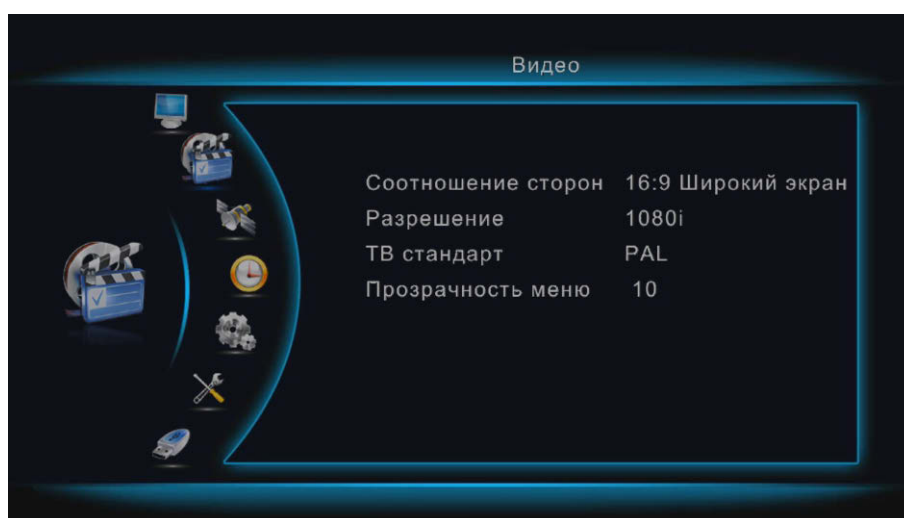 Видео
Соотношение сторон 16:9 Широкий экран
Разрешение 1080i
ТВ стандарт PAL
Прозрачность меню 10